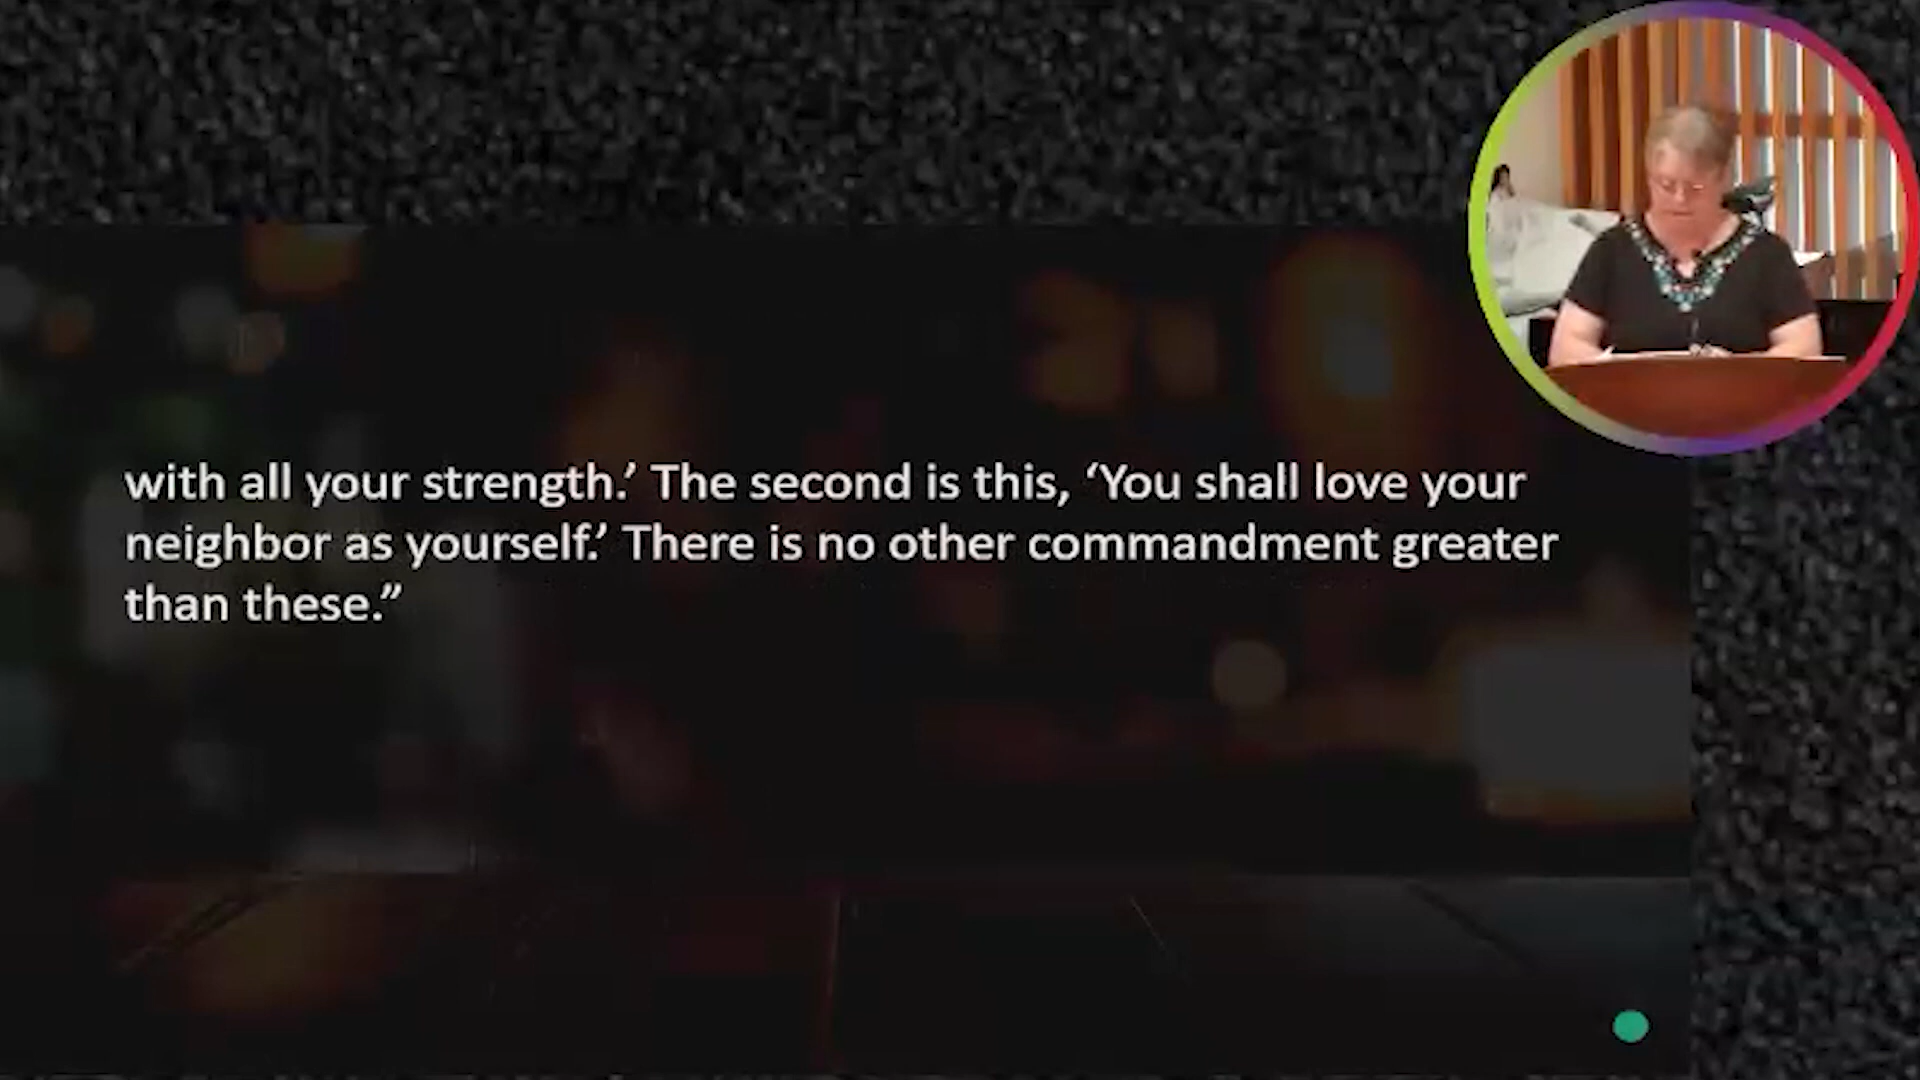 with all your strength.’ The second is this, ‘You shall love your
neighbor as yourself.’ There is no other commandment greater
than these.”